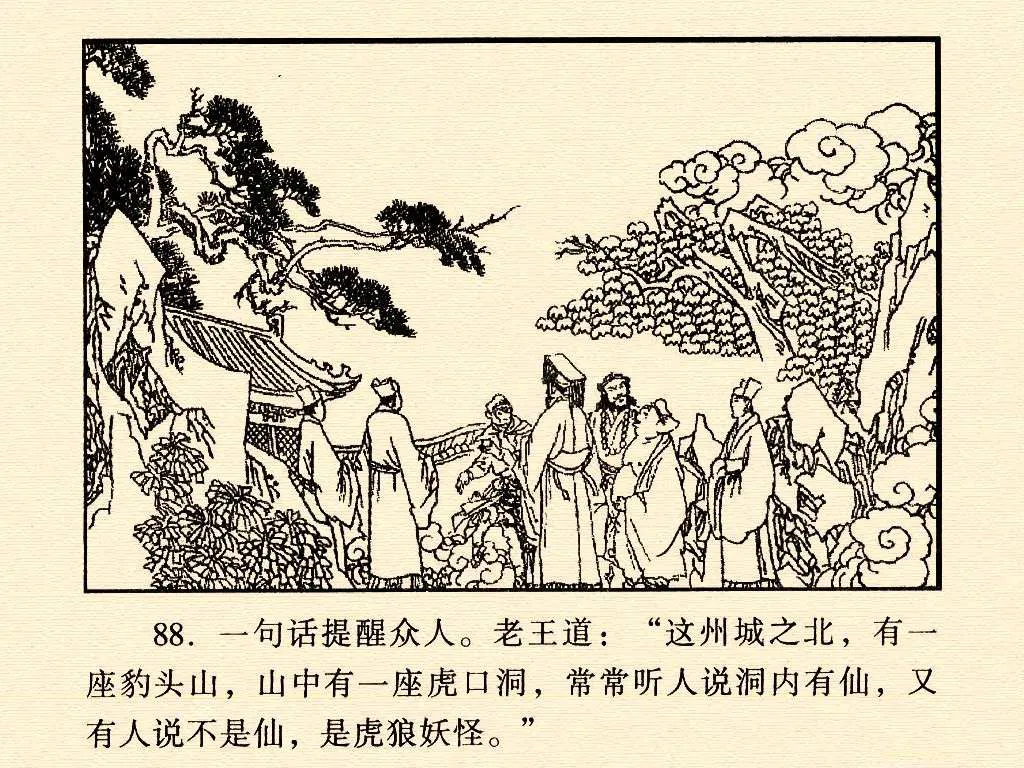 88. 一句话提醒众人。老王道：“这州城之北，有一
座豹头山，山中有一座虎口洞，常常听人说洞内有仙，又
有人说不是仙，是虎狼妖怪。”